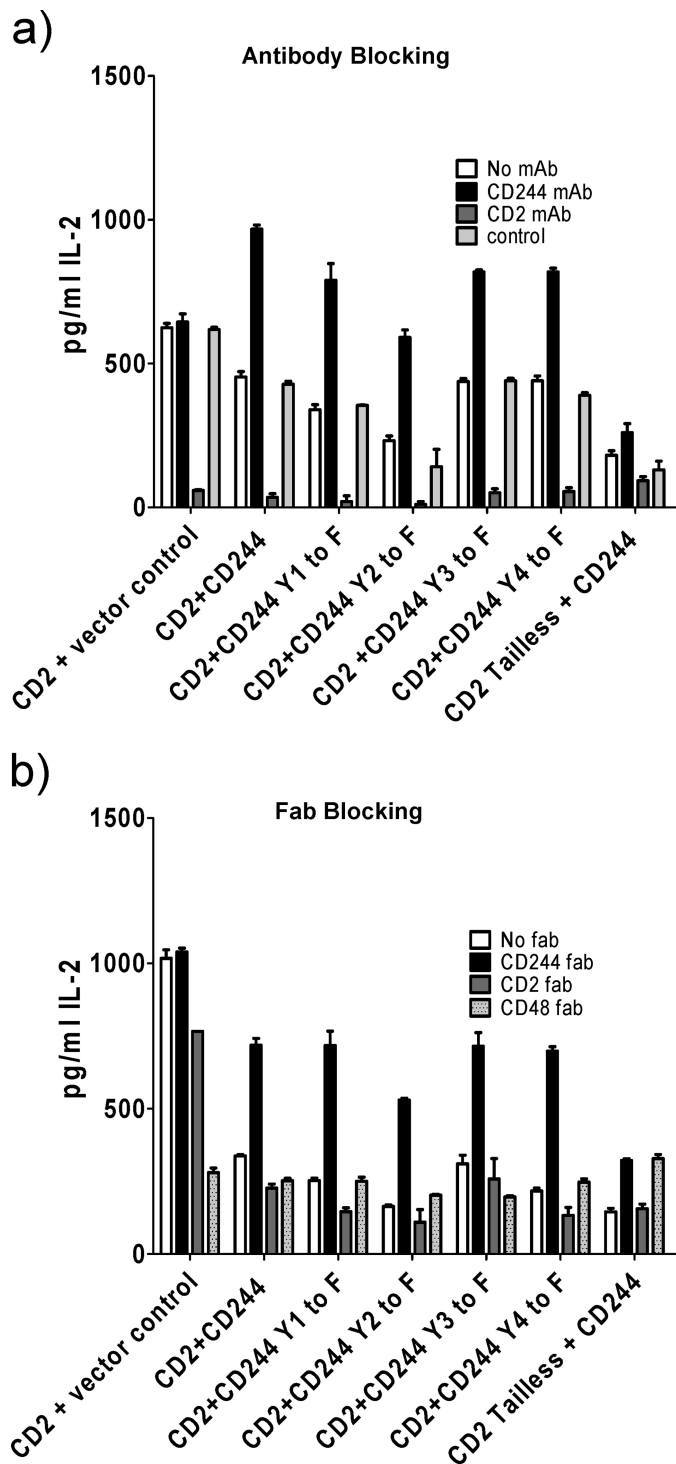 a)
Antibody Blocking
pg/ml IL-2
1500
1000
500
0
No mAb
CD244 mAb
CD2 mAb
control
CD2 + vector control
CD2+CD244
CD2+CD244 Y1 to F
CD2+CD244 Y2 to F
CD2 +CD244 Y3 to F
CD2+CD244 Y4 to F
CD2 Tailless + CD244
b)
Fab Blocking
pg/ml IL-2
1500
1000
500
0
No fab
CD244 fab
CD2 fab
CD48 fab
CD2 + vector control
CD2+CD244
CD2+CD244 Y1 to F
CD2+CD244 Y2 to F
CD2+CD244 Y3 to F
CD2+CD244 Y4 to F
CD2 Tailless + CD244